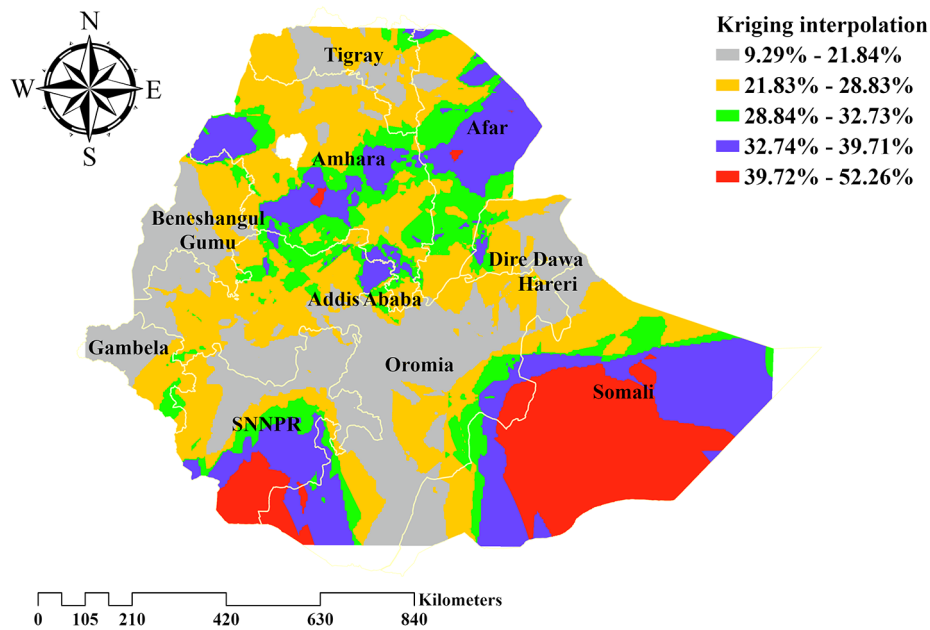 N
W E
S
Kriging interpolation
9.29% - 21.84%
21.83% - 28.83%
28.84% - 32.73%
32.74% - 39.71%
39.72% - 52.26%
Tigray
Afar
Amhara
Beneshangul
Gumu
Dire Dawa
Hareri
Addis Ababa
Gambela
Oromia
Somali
SNNPR
Kilometers
0 105 210 420 630 840